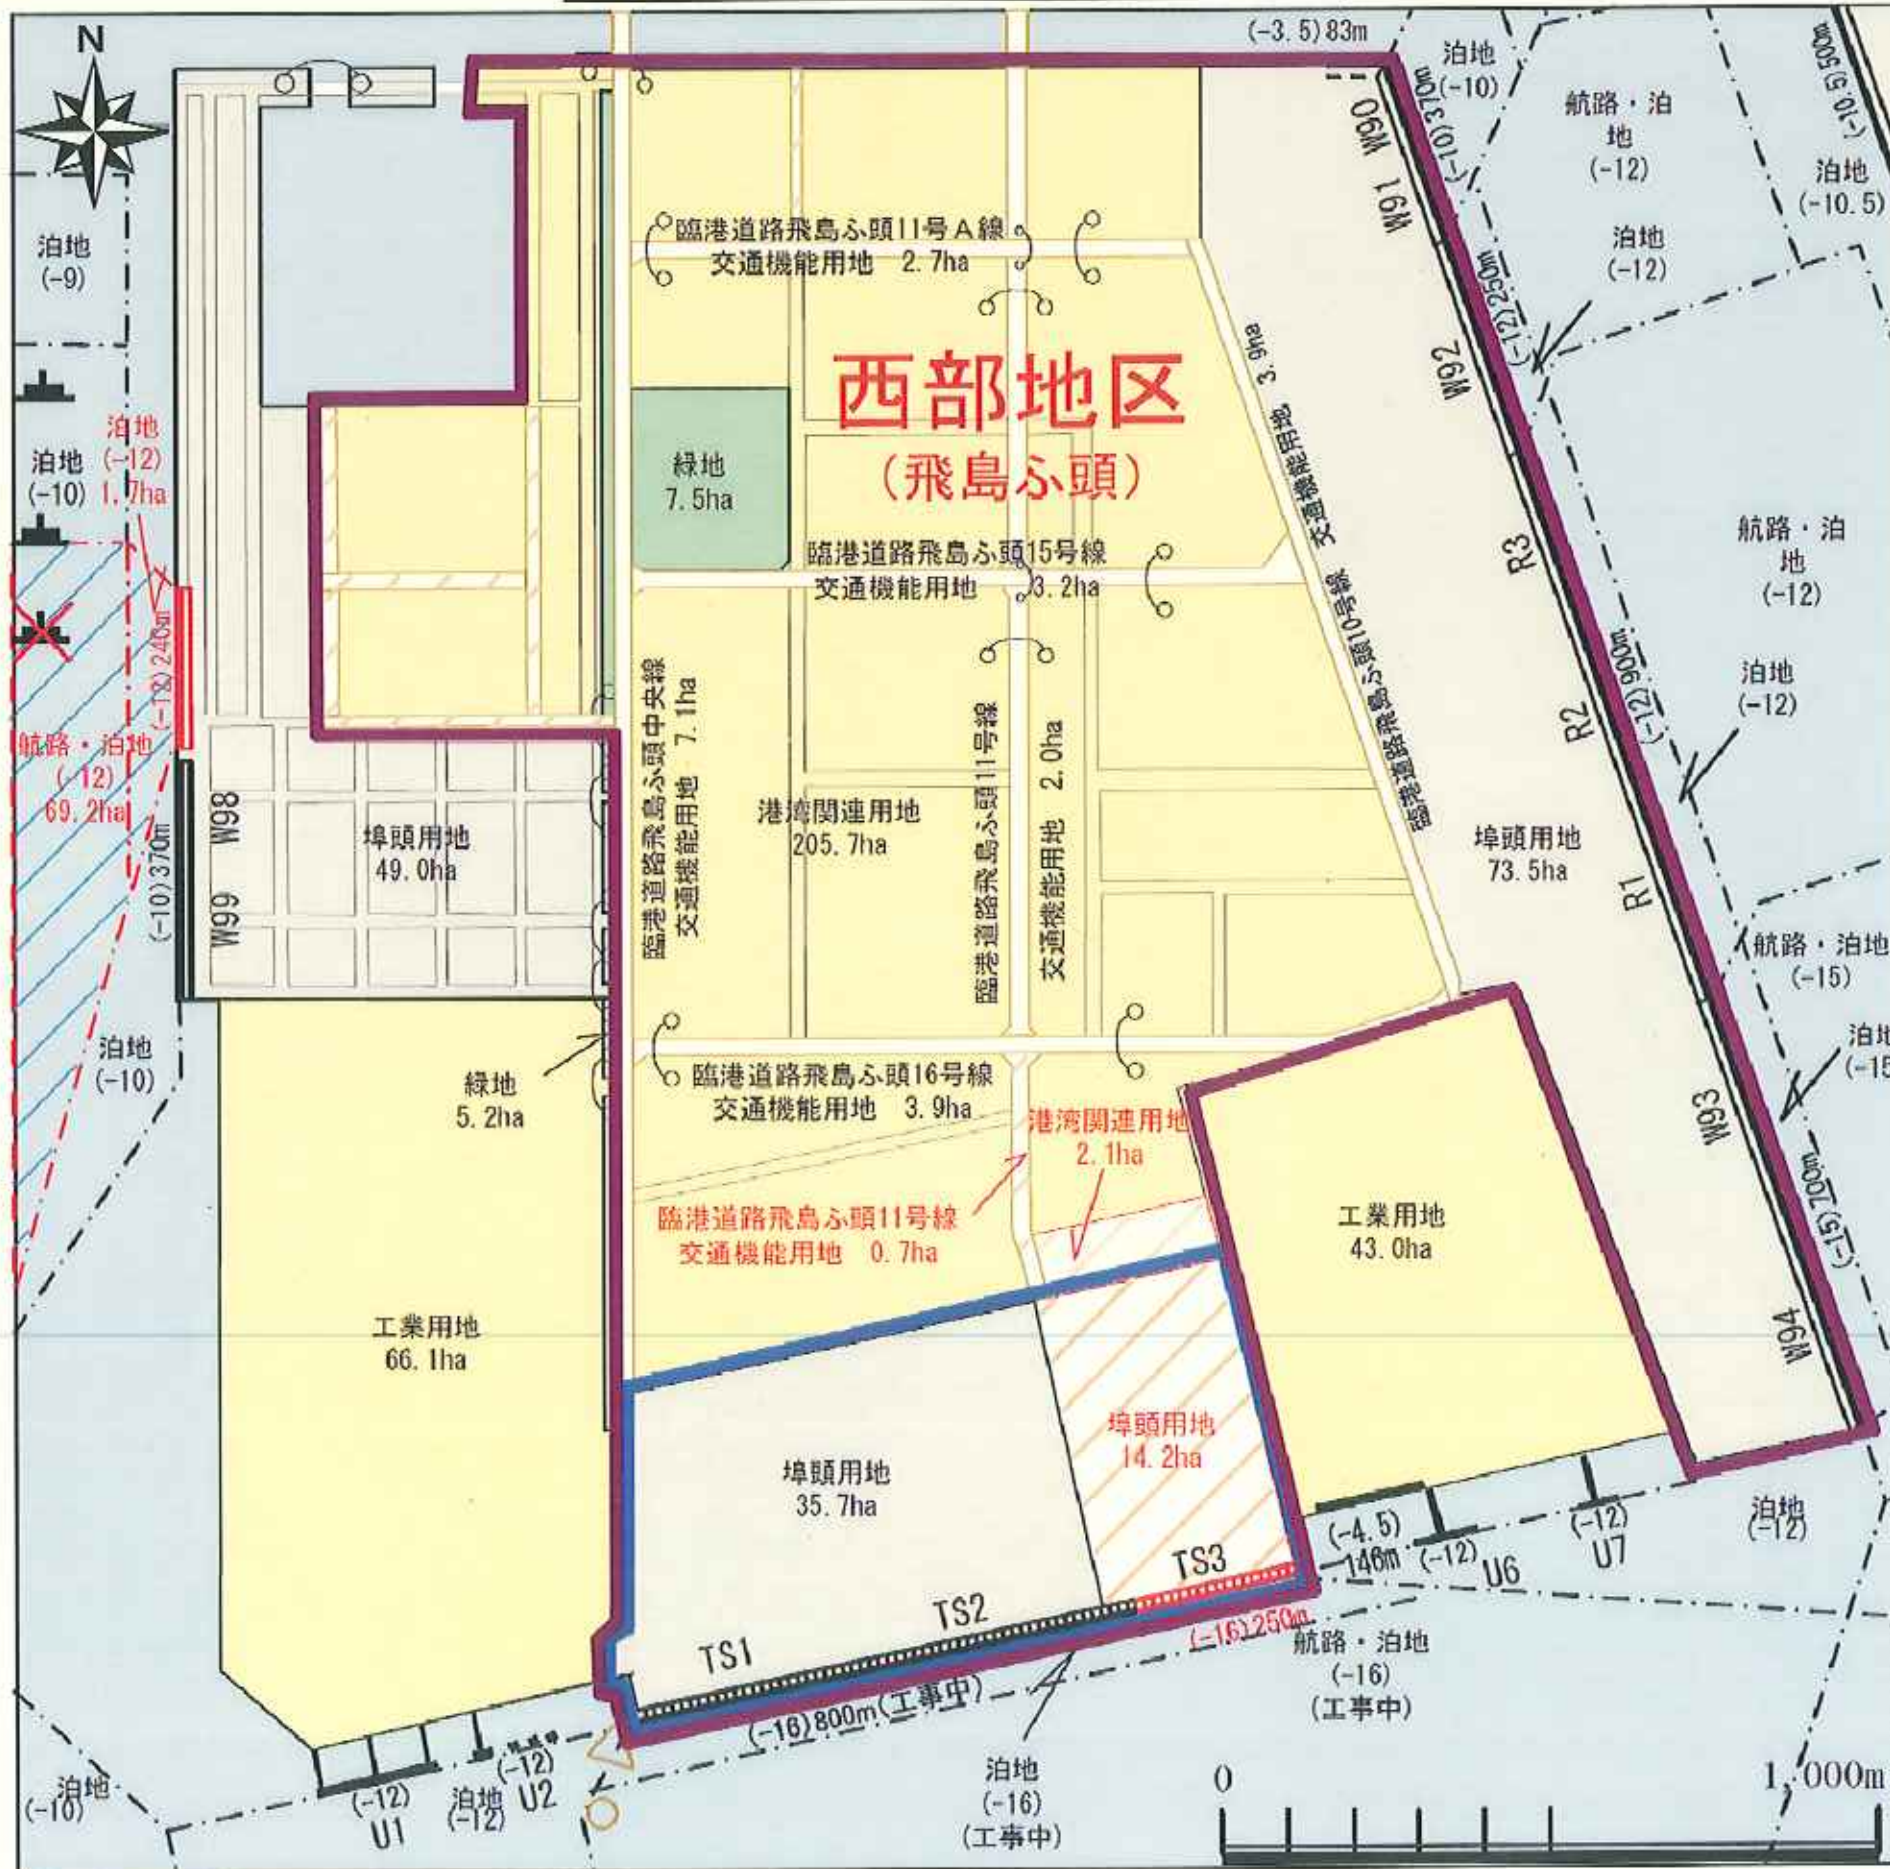 N
(-3.5)83m
泊地
(-10)
航路・泊
地
(-12)
(-10.5)500m
泊地
(-10.5)
(-10)370m
W90
W91
泊地
(-9)
臨港道路飛島ふ頭11号A線
交通機能用地 2.7ha
泊地
(-12)
(-12)250m
W92
西部地区
(飛島ふ頭)
臨港道路飛島ふ頭10号線 交通機能用地 3.9ha
泊地
(-12)
1.7ha
泊地
(-10)
緑地
7.5ha
臨港道路飛島ふ頭15号線
交通機能用地 3.2ha
R3
航路・泊
地
(-12)
(-12)240m
(-12)900m
泊地
(-12)
R2
航路・泊地
(-12)
69.2ha
臨港道路飛島ふ頭中央線
交通機能用地 7.1ha
臨港道路飛島ふ頭11号線
交通機能用地 2.0ha
港湾関連用地
205.7ha
(-10)370m
W98
W99
埠頭用地
49.0ha
埠頭用地
73.5ha
R1
航路・泊地
(-15)
泊地
(-15
泊地
(-10)
緑地
5.2ha
臨港道路飛島ふ頭16号線
交通機能用地 3.9ha
港湾関連用地
2.1ha
W93
(-15)700m
臨港道路飛島ふ頭11号線
交通機能用地 0.7ha
工業用地
43.0ha
工業用地
66.1ha
W94
埠頭用地
14.2ha
埠頭用地
35.7ha
TS3
TS2
TS1
(-16)250m
(-4.5)
146m
(-12)
U6
(-12)
U7
泊地
(-12)
航路・泊地
(-16)
(工事中)
(-16)800m(工事中)
泊地
(-16)
(工事中)
泊地
(-10)
(-12)
U1
泊地
(-12)
(-12)
U2
0
1,000m